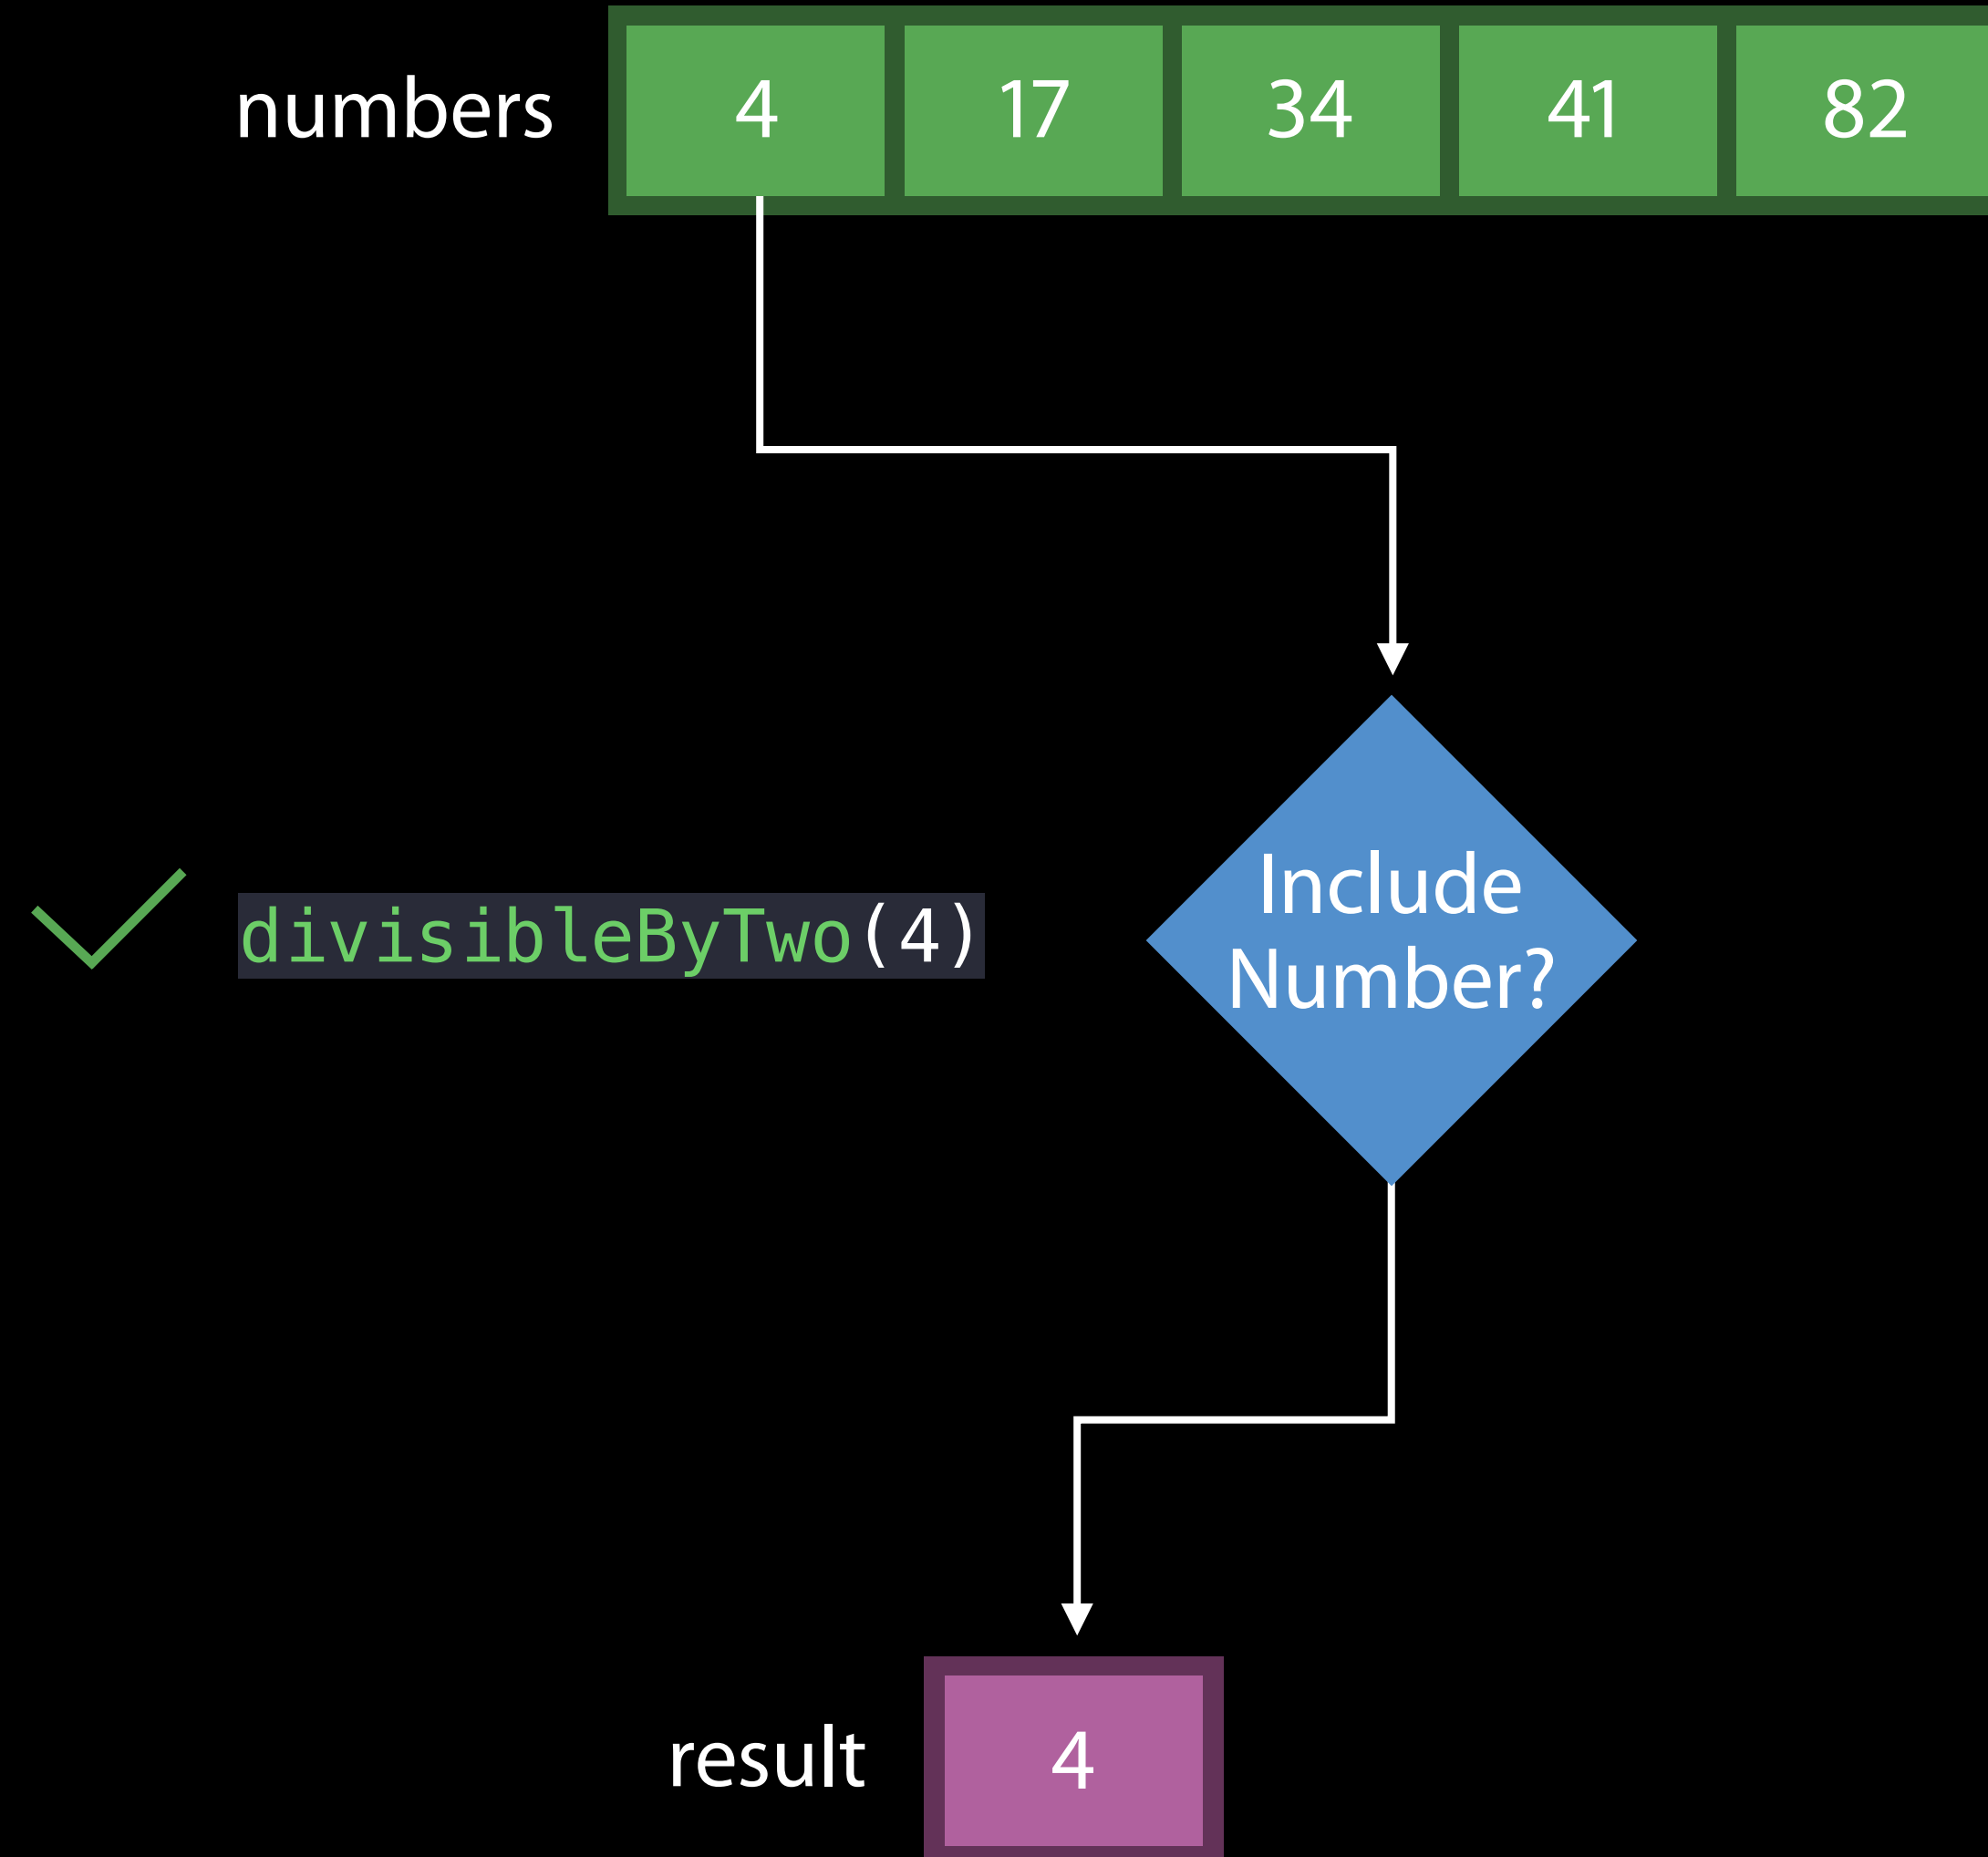 numbers 4 17 34 41 82
divisibleByTwo(4)
Include
Number?
result 4